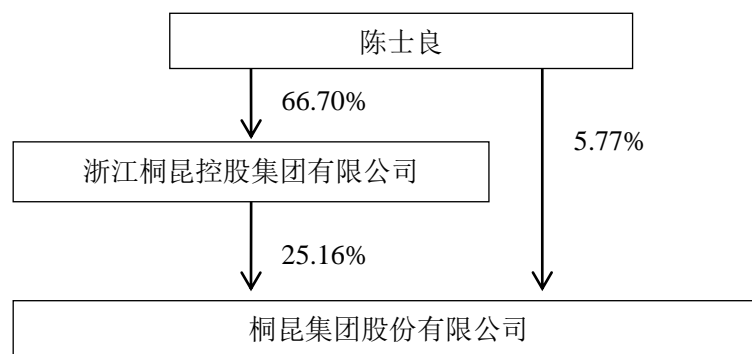 陈士良
66.70%
5.77%
浙江桐昆控股集团有限公司
25.16%
桐昆集团股份有限公司